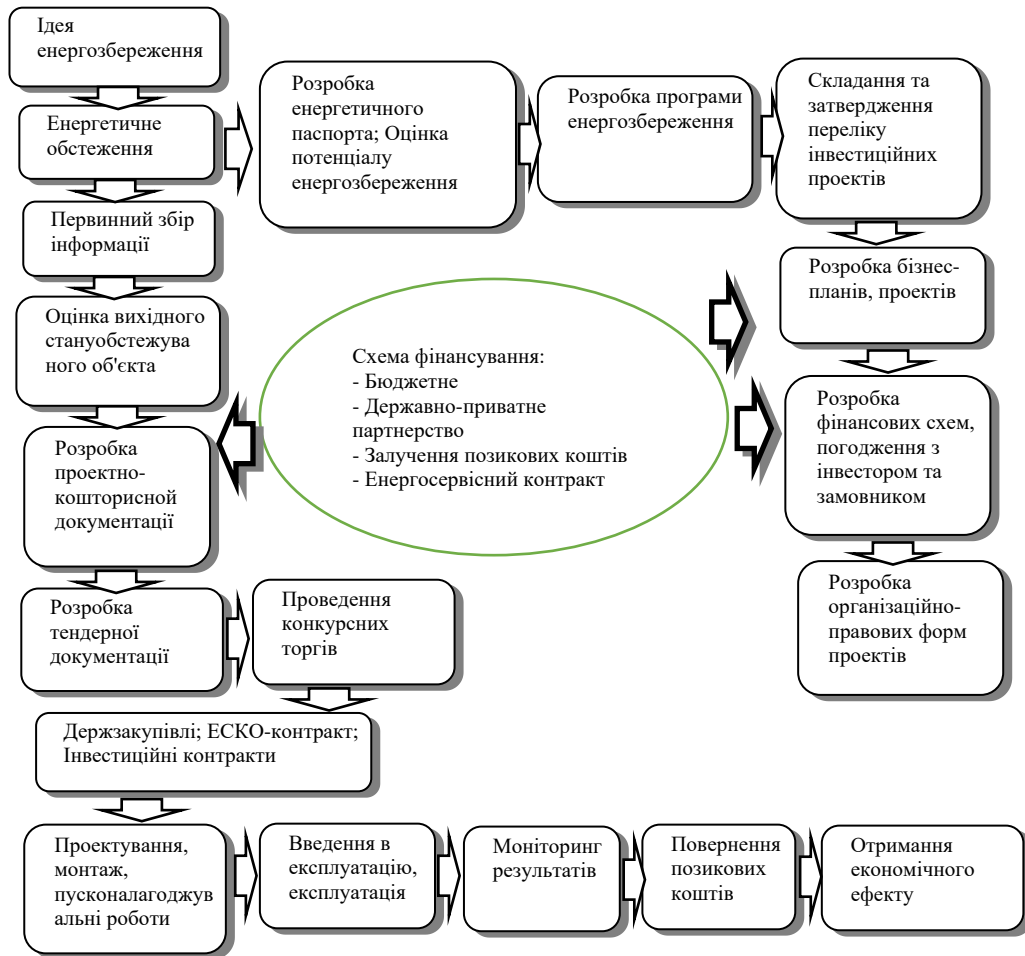 Ідея
енергозбереження
Енергетичне
обстеження
Розробка
енергетичного
паспорта; Оцінка
потенціалу
енергозбереження
Розробка програми
енергозбереження
Складання та
затвердження
переліку
інвестиційних
проектів
Первинний збір
інформації
Розробка бізнес-
планів, проектів
Оцінка вихідного
стануобстежува
ного об'єкта
Схема фінансування:
- Бюджетне
- Державно-приватне
партнерство
- Залучення позикових коштів
- Енергосервісний контракт
Розробка
фінансових схем,
погодження з
інвестором та
замовником
Розробка
проектно-
кошторисной
документації
Розробка
організаційно-
правових форм
проектів
Розробка
тендерної
документації
Проведення
конкурсних
торгів
Держзакупівлі; ЕСКО-контракт;
Інвестиційні контракти
Проектування,
монтаж,
пусконалагоджув
альні роботи
Введення в
експлуатацію,
експлуатація
Моніторинг
результатів
Повернення
позикових
коштів
Отримання
економічного
ефекту